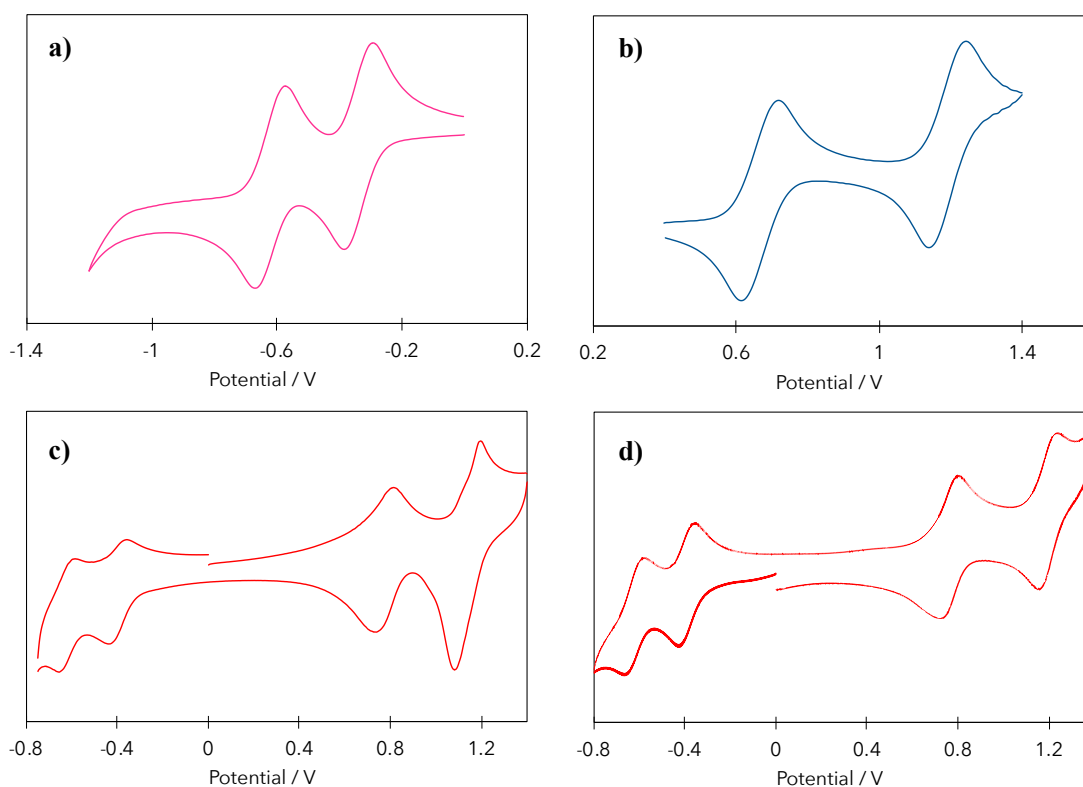 a)
-1.4 -1 -0.6 -0.2 0.2
Potential / V
b)
0.2 0.6 1 1.4
Potential / V
c)
-0.8 -0.4 0 0.4 0.8 1.2
Potential / V
d)
-0.8 -0.4 0 0.4 0.8 1.2
Potential / V